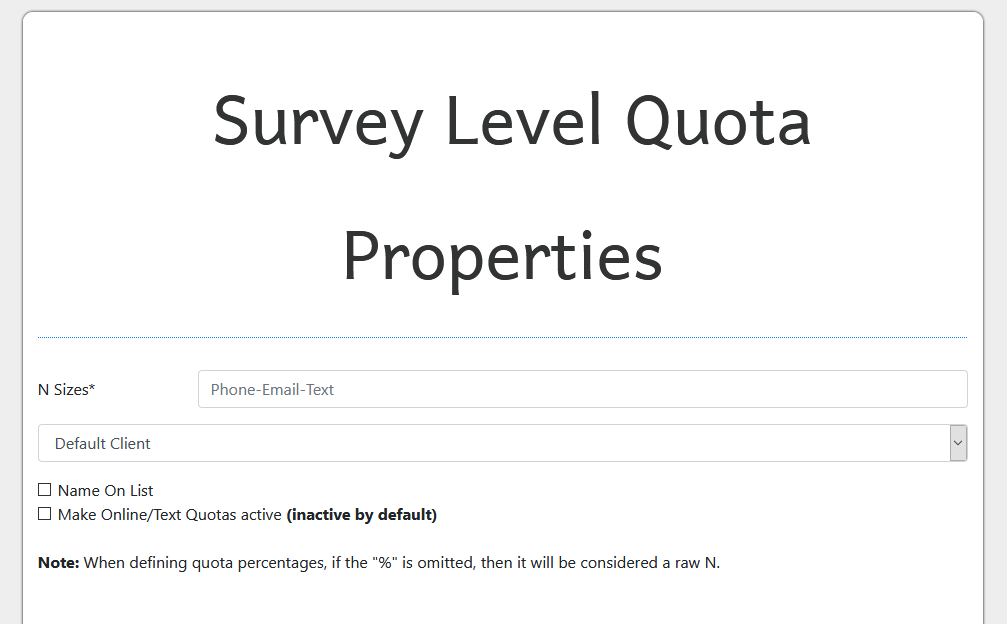 Survey Level Quota
Properties
N Sizes*
Phone-Email-Text
Default Client
Name On List
Make Online/Text Quotas active (inactive by default)
Note: When defining quota percentages, if the "%" is omitted, then it will be considered a raw N.